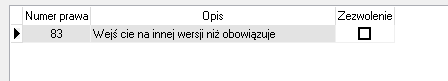 Numer prawa Opis Zezwolenie
83 Wejś cie na innej wersji niż obowiązuje